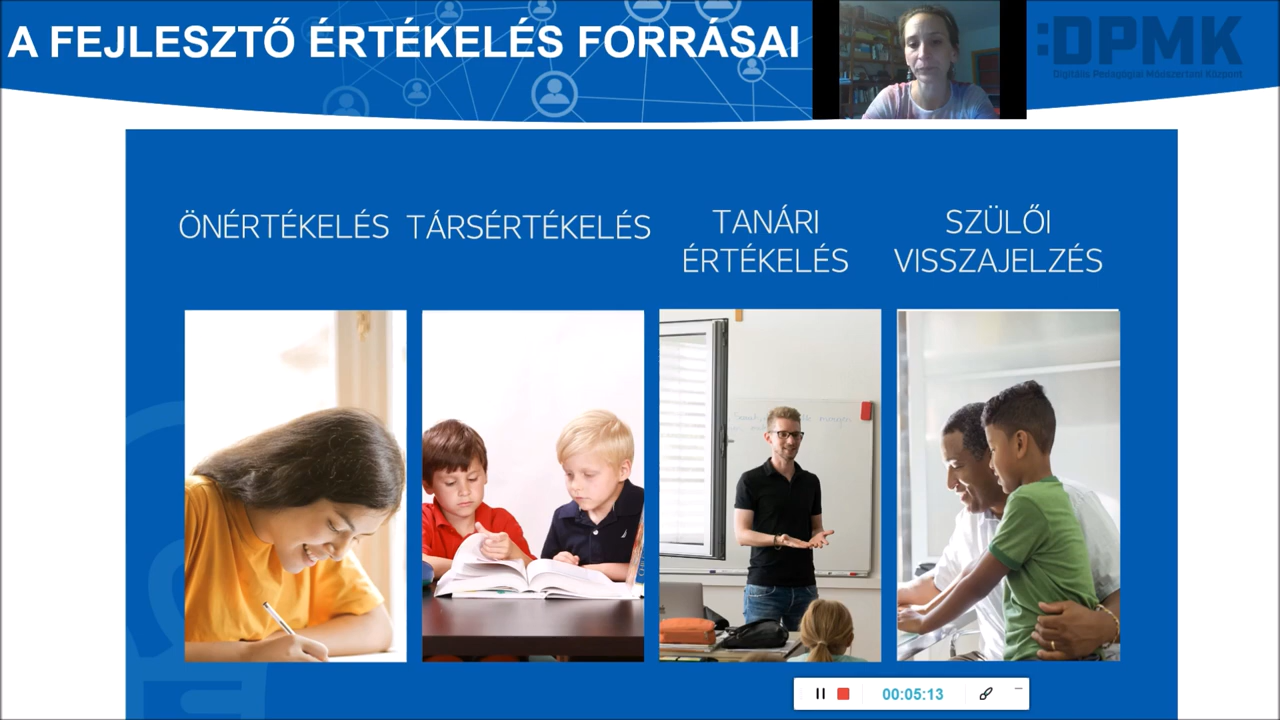 A FEJLESZTŐ ÉRTÉKELÉS FORRÁSAI
:DPMK
Digitális Pedagógiai Módszertani Központ
ÖNÉRTÉKELÉS
TÁRSÉRTÉKELÉS
TANÁRI
ÉRTÉKELÉS
SZÜLŐI
VISSZAJELZÉS
00:05:13